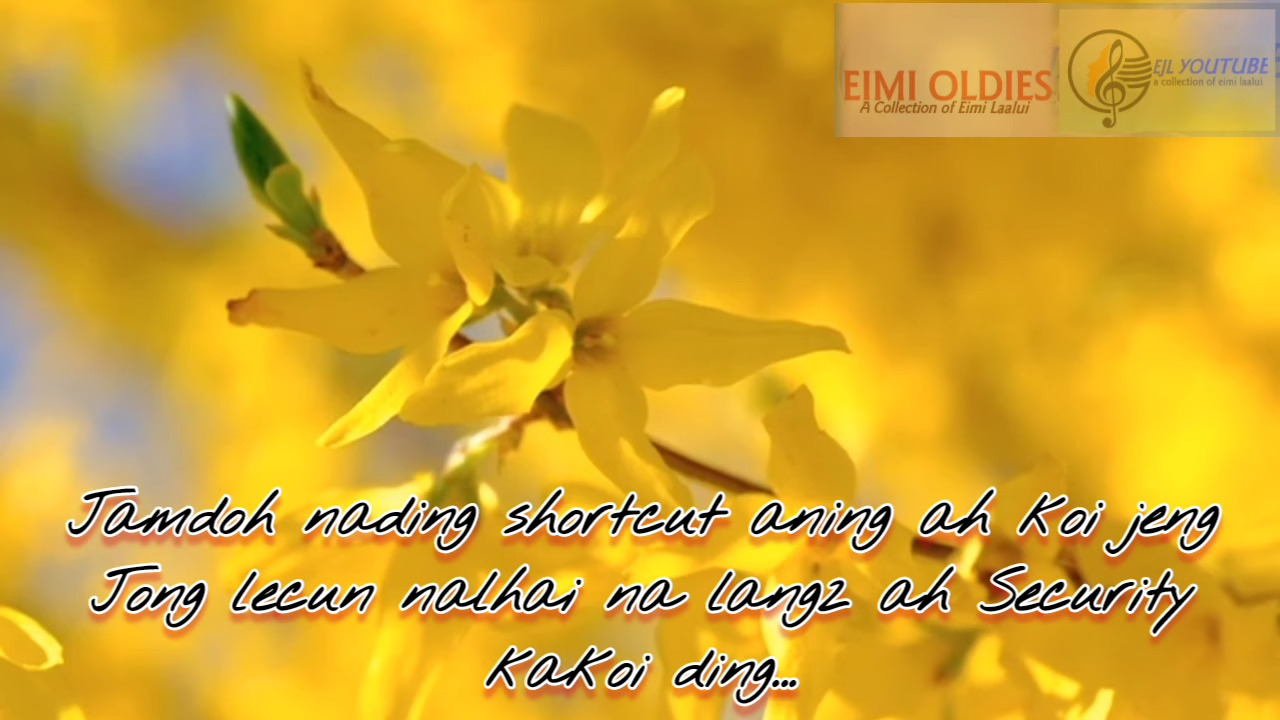 EIMI OLDIES
A Collection of Eimi Laalui
EJL YOUTUBE
a collection of eimi laalui
Jamdoh nading shortcut aning ah Koi jeng
Jong lecun nalhai na langz ah Security
KaKoi ding...